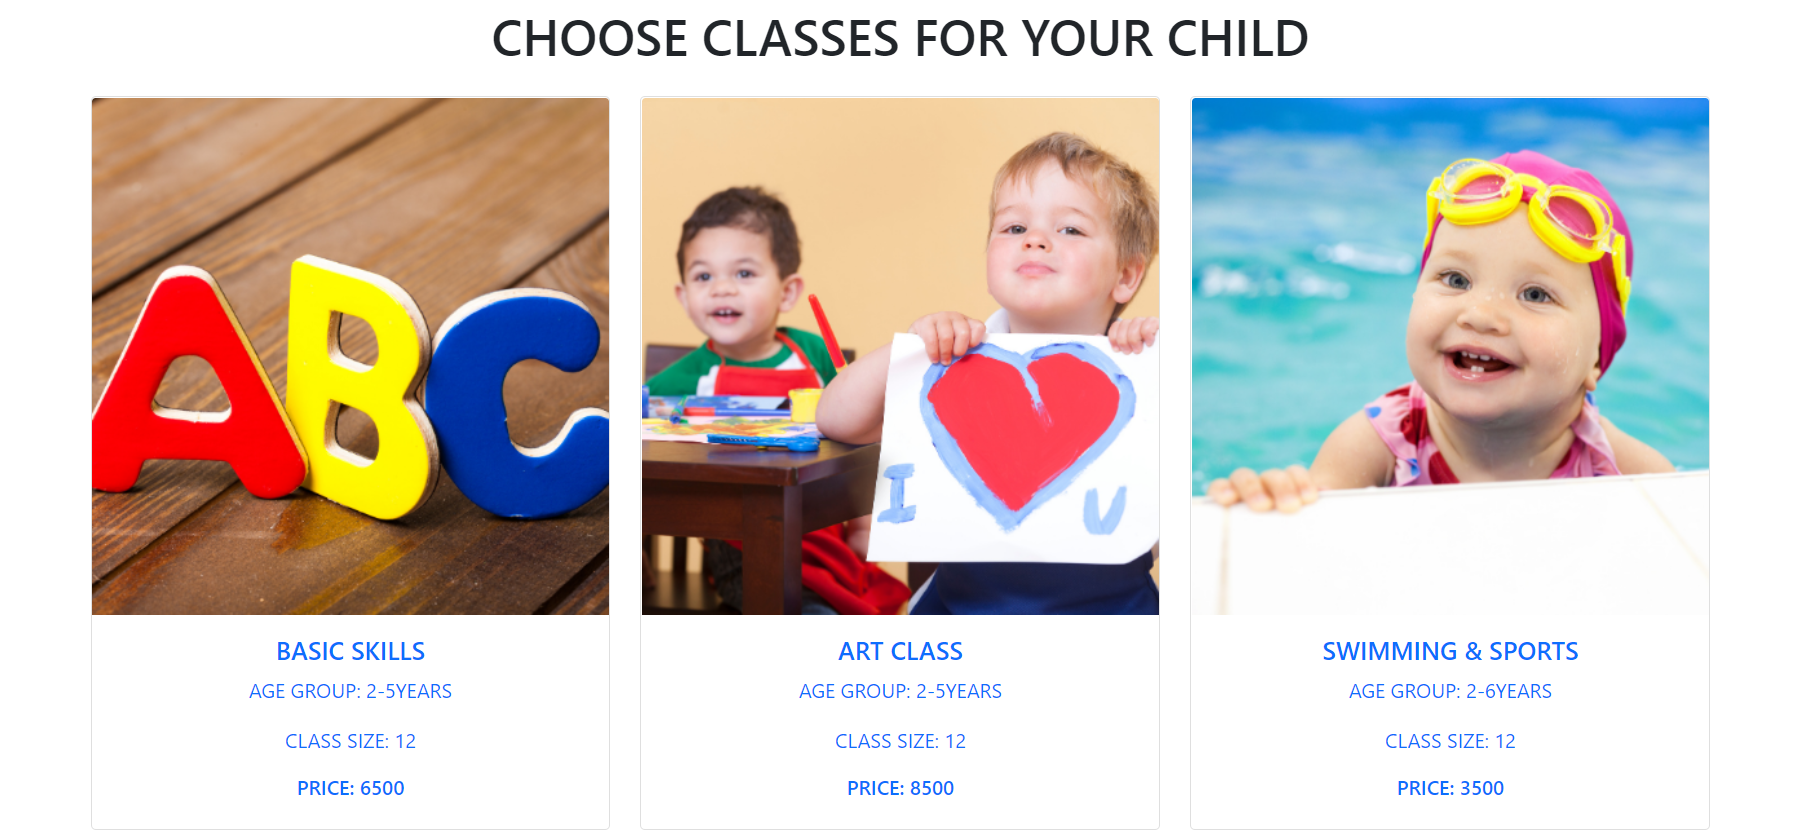 CHOOSE CLASSES FOR YOUR CHILD
ABC
I U
BASIC SKILLS
AGE GROUP: 2-5YEARS
CLASS SIZE: 12
PRICE: 6500
ART CLASS
AGE GROUP: 2-5YEARS
CLASS SIZE: 12
PRICE: 8500
SWIMMING & SPORTS
AGE GROUP: 2-6YEARS
CLASS SIZE: 12
PRICE: 3500